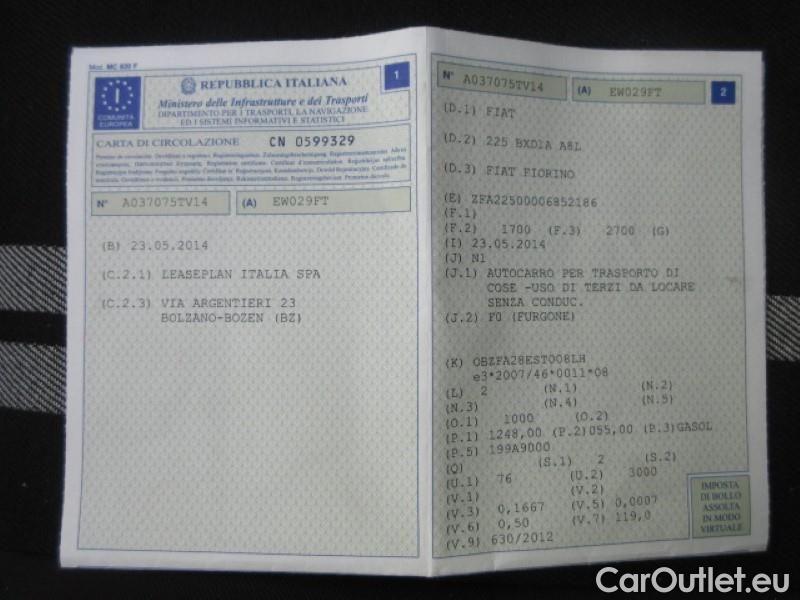 Mod. MC 820 F
I
COMUNITÀ
EUROPEA
REPUBBLICA ITALIANA
1
Ministero delle Infrastrutture e dei Trasporti
DIPARTIMENTO PER I TRASPORTI, LA NAVIGAZIONE
ED I SISTEMI INFORMATIVI E STATISTICI
CARTA DI CIRCOLAZIONE CN 0599329
N° A037075TV14 (A) EW029FT
(B) 23.05.2014
(C.2.1) LEASEPLAN ITALIA SPA
(C.2.3) VIA ARGENTIERI 23
BOLZANO-BOZEN (BZ)
N° A037075TV14 (A) EW029FT 2
(D.1) FIAT
(D.2) 225 BXD1A A8L
(D.3) FIAT FIORINO
(E) ZFA22500006852186
(F.1)
(F.2) 1700 (F.3) 2700 (G)
(I) 23.05.2014
(J) N1
(J.1) AUTOCARRO PER TRASPORTO DI
COSE -USO DI TERZI DA LOCARE
SENZA CONDUC.
(J.2) F0 (FURGONE)
(K) OBZFA28EST008LH
e3*2007/46*0011*08
(L) 2 (N.1) (N.2)
(N.3) (N.4) (N.5)
(O.1) 1000 (O.2)
(P.1) 1248,00 (P.2)055,00 (P.3)GASOL
(P.5) 199A9000
(Q) (S.1) 2 (S.2)
(U.1) 76 (U.2) 3000
(V.1) (V.2)
(V.3) 0,1667 (V.5) 0,0007
(V.6) 0,50 (V.7) 119,0
(V.9) 630/2012
IMPOSTA
DI BOLLO
ASSOLTA
IN MODO
VIRTUALE
CarOutlet.eu